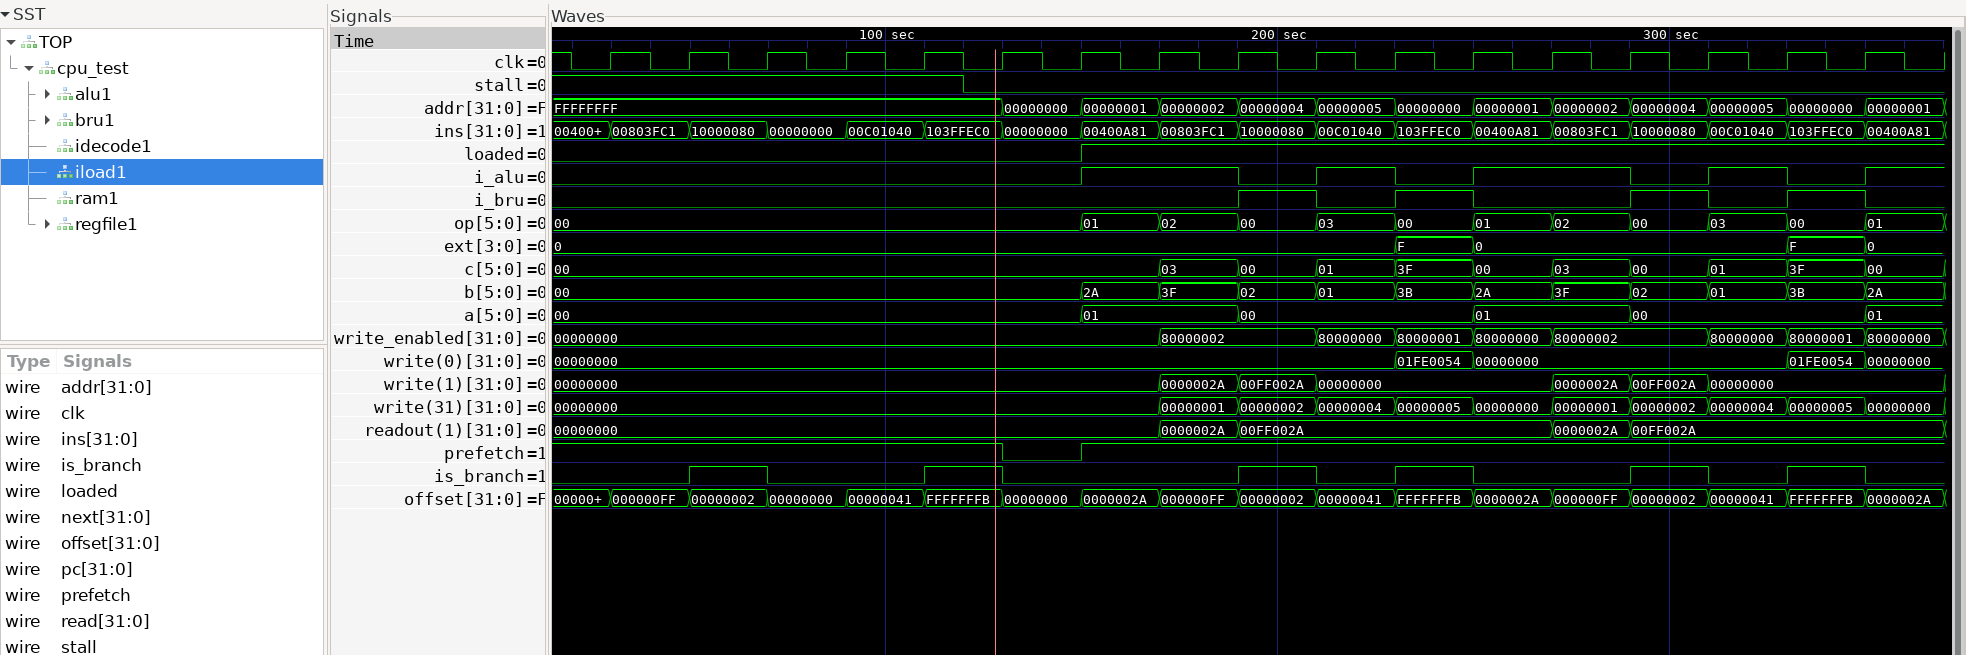 SST
TOP
cpu_test
alu1
bru1
idecode1
iload1
ram1
regfile1
Type Signals
wire addr[31:0]
wire clk
wire ins[31:0]
wire is_branch
wire loaded
wire next[31:0]
wire offset[31:0]
wire pc[31:0]
wire prefetch
wire read[31:0]
wire stall
Signals
Time
clk=0
stall=0
addr[31:0]=F
ins[31:0]=1
loaded=0
i_alu=0
i_bru=0
op[5:0]=0
ext[3:0]=0
c[5:0]=0
b[5:0]=0
a[5:0]=0
write_enabled[31:0]=0
write(0)[31:0]=0
write(1)[31:0]=0
write(31)[31:0]=0
readout(1)[31:0]=0
prefetch=1
is_branch=1
offset[31:0]=F
Waves
100 sec 200 sec 300 sec
FFFFFFFF 00000000 00000001 00000002 00000004 00000005 00000000 00000001 00000002 00000004 00000005 00000000 00000001
00400+ 00803FC1 10000080 00000000 00C01040 103FFEC0 00000000 00400A81 00803FC1 10000080 00C01040 103FFEC0 00400A81 00803FC1 10000080 00C01040 103FFEC0 00400A81
00 01 02 00 03 00 01 02 00 03 00 01
0 F 0 F 0
00 03 00 01 3F 00 03 00 01 3F 00
00 2A 3F 02 01 3B 2A 3F 02 01 3B 2A
00 01 00 01 00 01
00000000 80000002 80000000 80000001 80000000 80000002 80000000 80000001 80000000
00000000 01FE0054 00000000 01FE0054 00000000
00000000 0000002A 00FF002A 00000000 0000002A 00FF002A 00000000
00000000 00000001 00000002 00000004 00000005 00000000 00000001 00000002 00000004 00000005 00000000
00000000 0000002A 00FF002A 0000002A 00FF002A
00000+ 000000FF 00000002 00000000 00000041 FFFFFFFB 00000000 0000002A 000000FF 00000002 00000041 FFFFFFFB 0000002A 000000FF 00000002 00000041 FFFFFFFB 0000002A